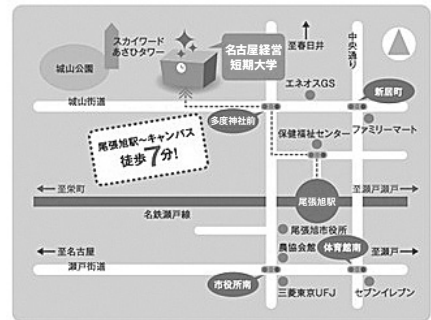 スカイワード
あさひタワー
名古屋経営
短期大学
至春日井
中央通り
城山公園
エネオスGS
新居町
城山街道
多度神社前
ファミリーマート
保健福祉センター
尾張旭駅～キャンパス
徒歩7分!
至栄町
至瀬戸瀬戸
尾張旭駅
名鉄瀬戸線
尾張旭市役所
至名古屋
農協会館
体育館南
至瀬戸
瀬戸街道
市役所南
三菱東京UFJ
セブンイレブン